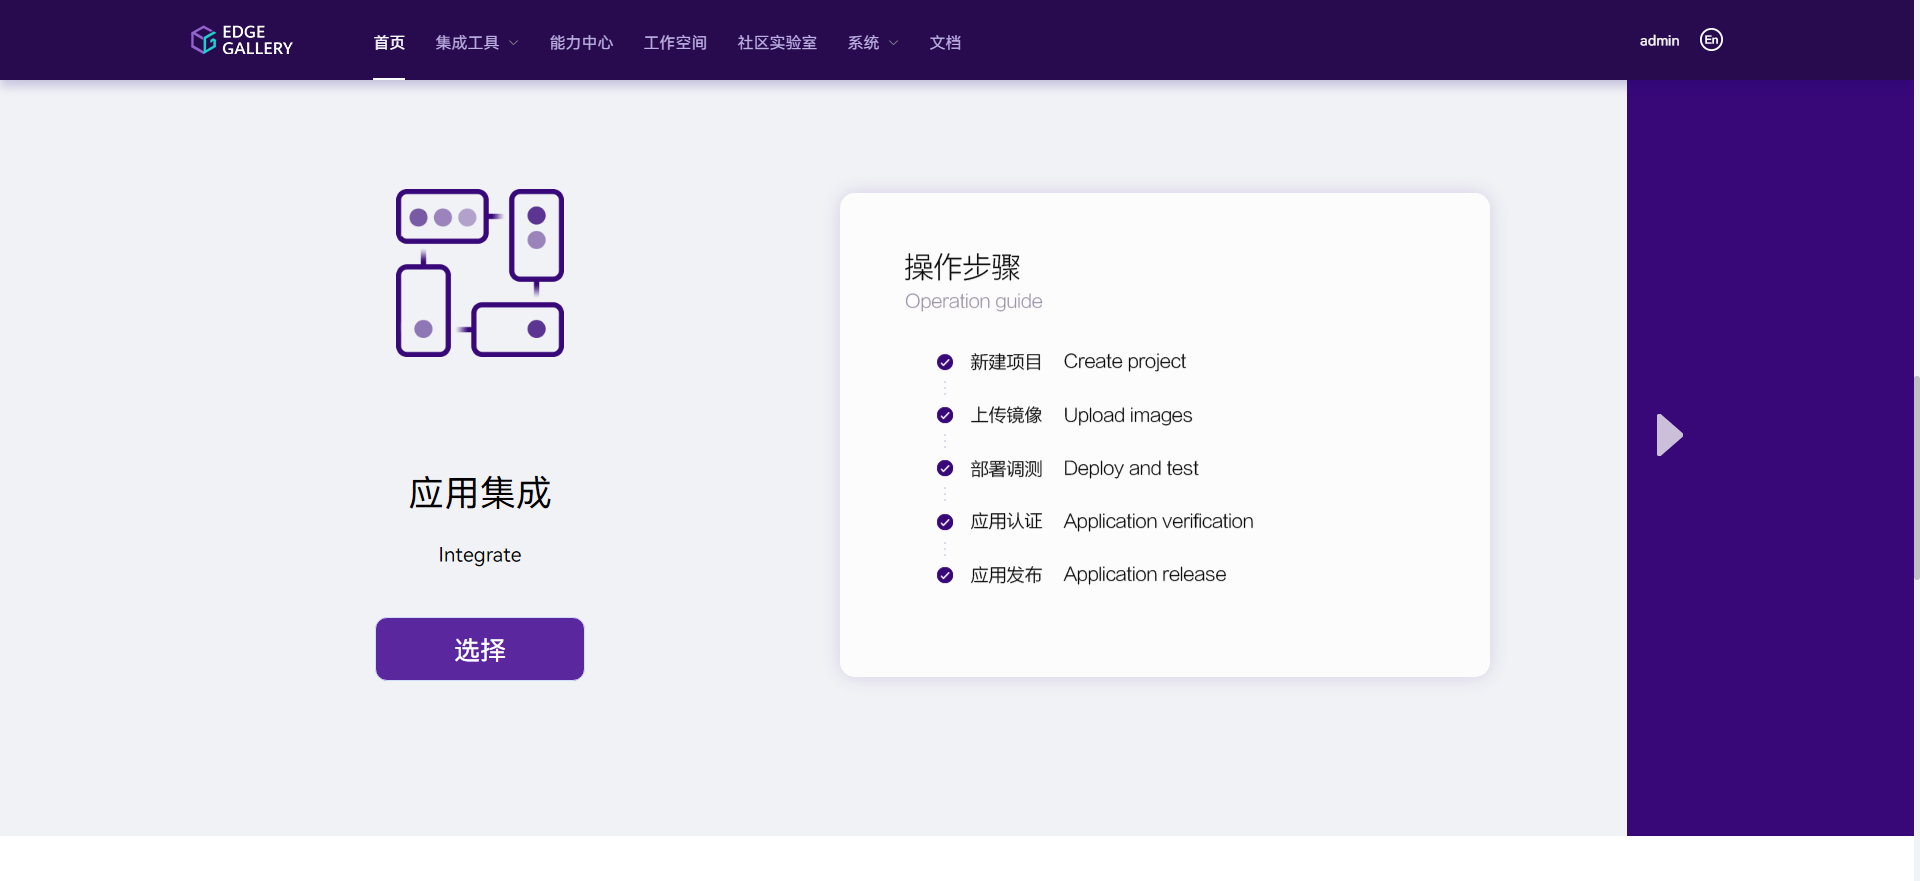 EDGE
GALLERY
首页 集成工具 能力中心 工作空间 社区实验室 系统 文档
admin En
操作步骤
Operation guide
新建项目 Create project
上传镜像 Upload images
部署调测 Deploy and test
应用认证 Application verification
应用发布 Application release
应用集成
Integrate
选择